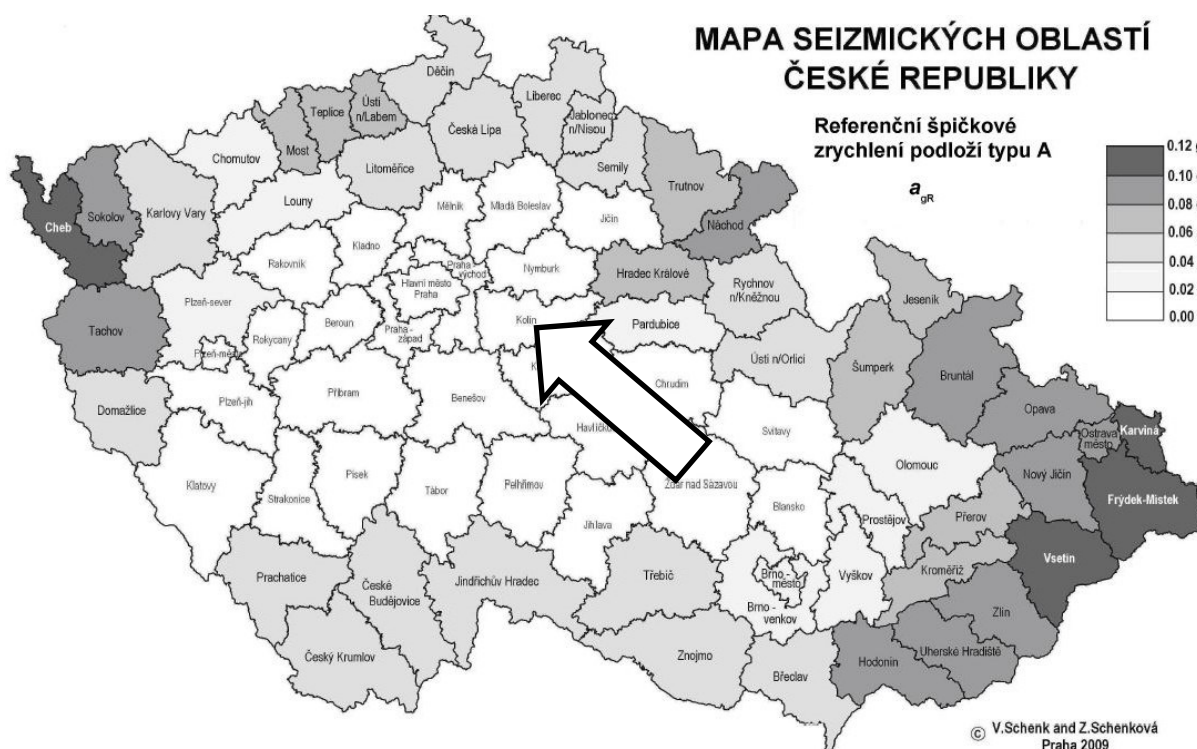 MAPA SEIZMICKÝCH OBLASTÍ
ČESKÉ REPUBLIKY
Referenční špičkové
zrychlení podloží typu A
a gR
0.12 g
0.10
0.08
0.06
0.04
0.02
0.00
Děčín
Liberec
Jablonec
n/Nisou
Ústí
n/Labem
Teplice
Most
Česká Lípa
Chomutov
Litoměřice
Semily
Trutnov
Náchod
Cheb
Sokolov
Karlovy Vary
Louny
Mělník
Mladá Boleslav
Jičín
Kladno
Rakovník
Praha-
východ
Hlavní město
Praha
Nymburk
Hradec Králové
Rychnov
n/Kněžnou
Jeseník
Tachov
Plzeň-sever
Plzeň-město
Rokycany
Beroun
Praha-
západ
Kolín
Pardubice
Ústí n/Orlicí
Šumperk
Bruntál
Domažlice
Plzeň-jih
Příbram
Benešov
Chrudim
Svitavy
Opava
Ostrava
město
Karviná
Klatovy
Strakonice
Písek
Tábor
Pelhřimov
Žďár nad Sázavou
Olomouc
Nový Jičín
Frýdek-Místek
Jihlava
Blansko
Prostějov
Přerov
Vsetín
Prachatice
České
Budějovice
Jindřichův Hradec
Třebíč
Brno-
město
Brno -
venkov
Vyškov
Kroměříž
Zlín
Český Krumlov
Znojmo
Břeclav
Hodonín
Uherské Hradiště
© V.Schenk and Z.Schenková
Praha 2009